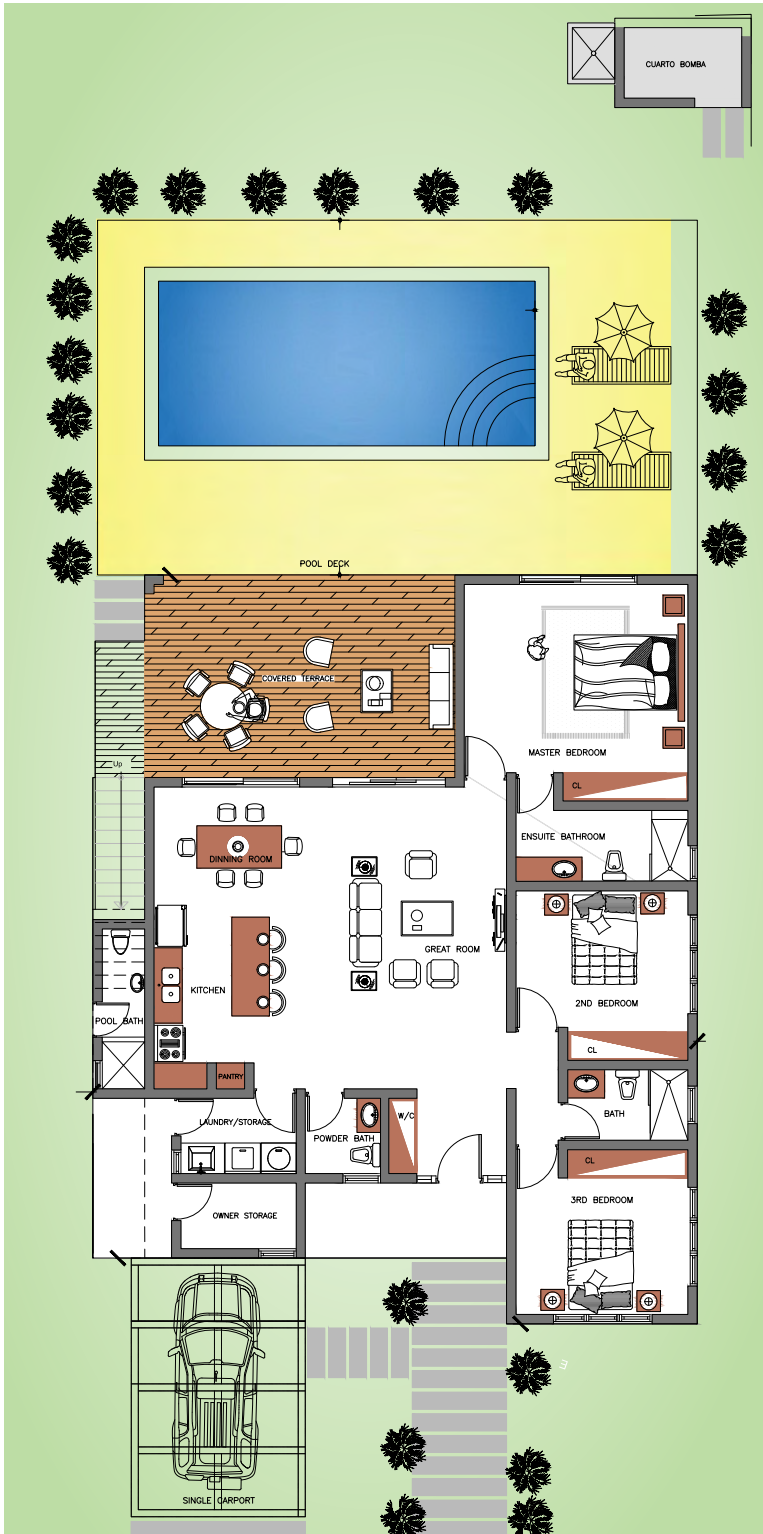 CUARTO BOMBA
POOL DECK
COVERED TERRACE
MASTER BEDROOM
Up
CL
ENSUITE BATHROOM
DINNING ROOM
GREAT ROOM
KITCHEN
2ND BEDROOM
POOL BATH
CL
PANTRY
W/C
BATH
LAUNDRY/STORAGE
POWDER BATH
CL
3RD BEDROOM
OWNER STORAGE
SINGLE CARPORT